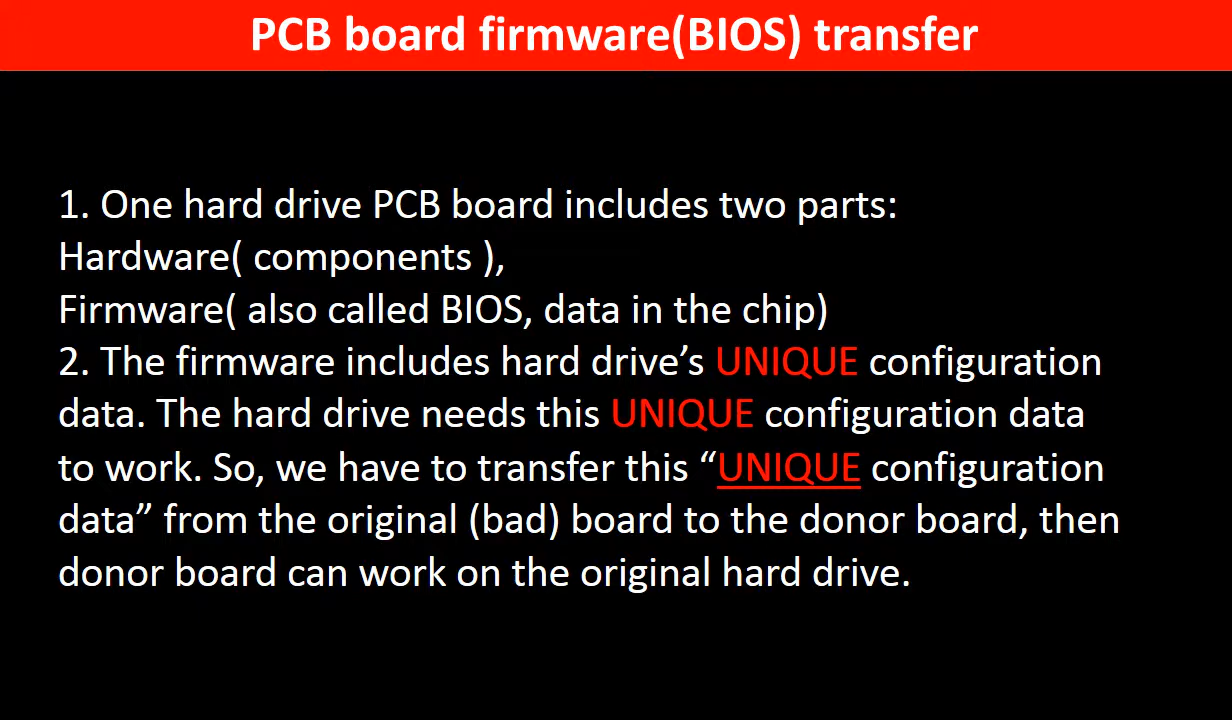 PCB board firmware(BIOS) transfer
1. One hard drive PCB board includes two parts:
Hardware( components ),
Firmware( also called BIOS, data in the chip)
2. The firmware includes hard drive’s UNIQUE configuration
data. The hard drive needs this UNIQUE configuration data
to work. So, we have to transfer this “UNIQUE configuration
data” from the original (bad) board to the donor board, then
donor board can work on the original hard drive.